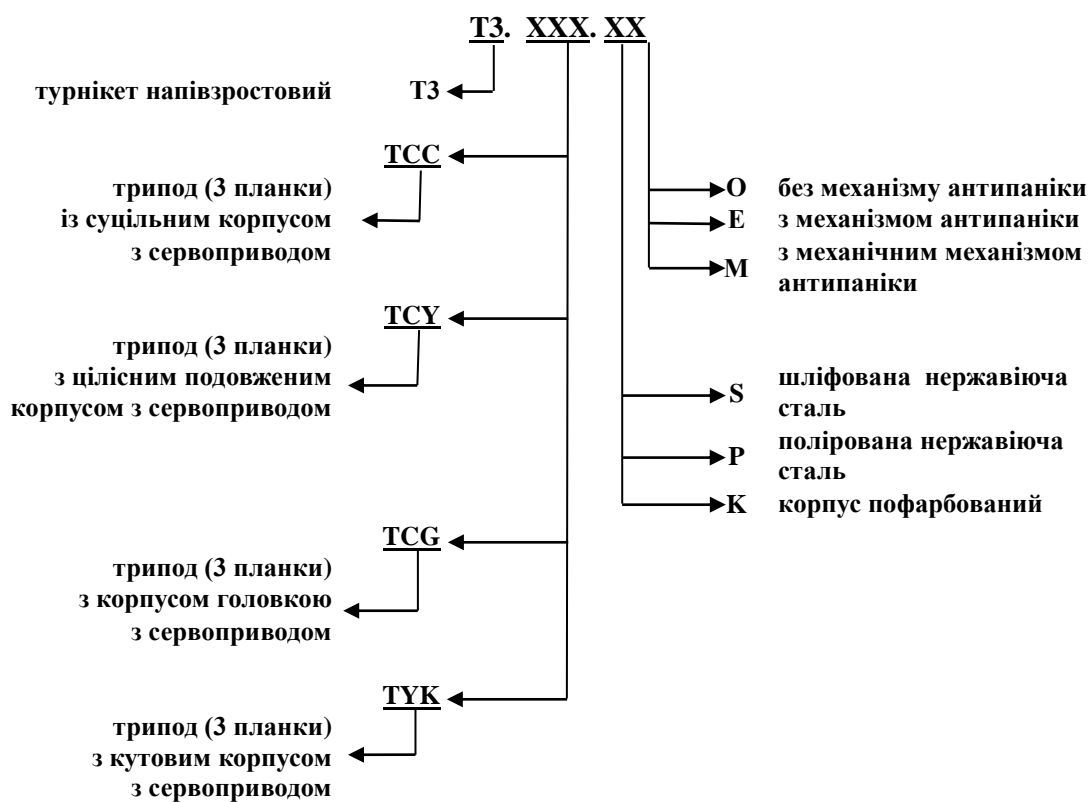 Т3. XXX.XX
турнікет напівзростовий Т3
TCC
трипод (3 планки)
із суцільним корпусом
з сервоприводом
TCY
трипод (3 планки)
з цілісним подовженим
корпусом з сервоприводом
TCG
трипод (3 планки)
з корпусом головкою
з сервоприводом
TYK
трипод (3 планки)
з кутовим корпусом
з сервоприводом
O без механізму антипаніки
E з механізмом антипаніки
M з механічним механізмом
антипаніки
S шліфована нержавіюча
сталь
P полірована нержавіюча
сталь
K корпус пофарбований